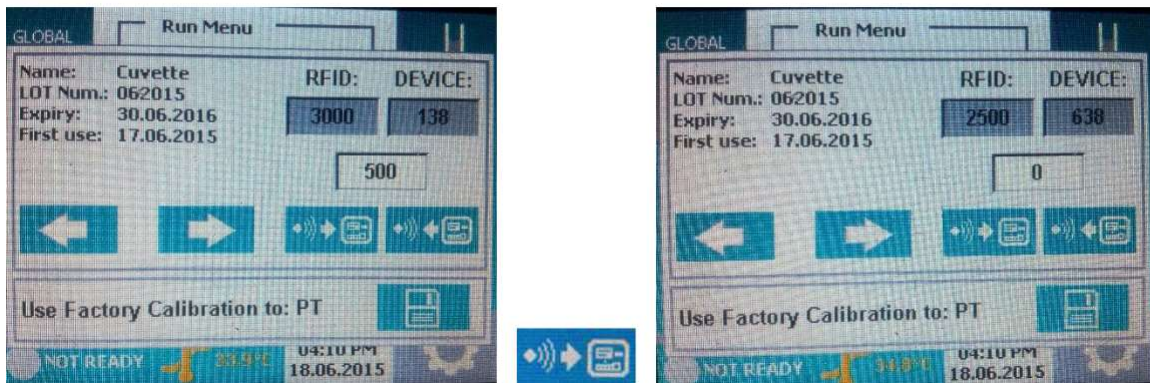 GLOBAL
Run Menu
Name: Cuvette
LOT Num.: 062015
Expiry: 30.06.2016
First use: 17.06.2015
RFID: DEVICE:
3000 138
500
Use Factory Calibration to: PT
NOT READY 33.9°C
04:10 PM
18.06.2015
GLOBAL
Run Menu
Name: Cuvette
LOT Num.: 062015
Expiry: 30.06.2016
First use: 17.06.2015
RFID: DEVICE:
2500 638
0
Use Factory Calibration to: PT
NOT READY
04:10 PM
18.06.2015